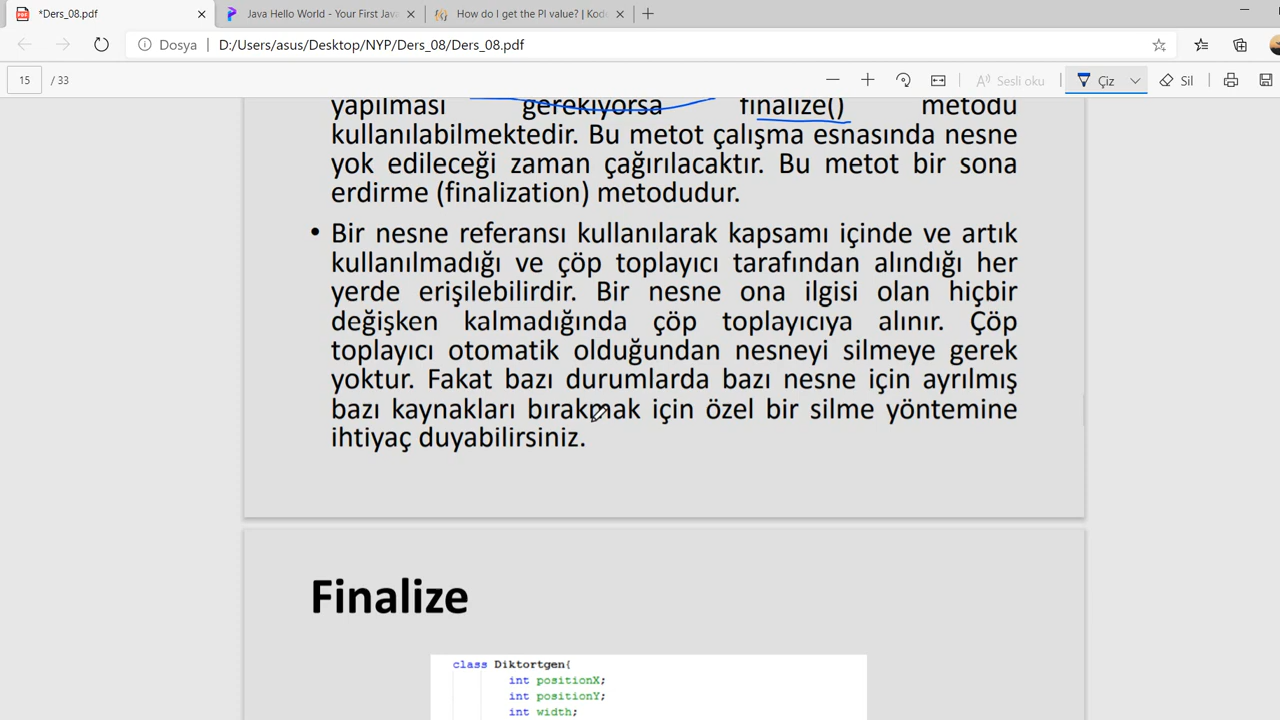 *Ders_08.pdf
Java Hello World - Your First Java
How do I get the PI value? | Kod
Dosya | D:/Users/asus/Desktop/NYP/Ders_08/Ders_08.pdf
15 / 33
Sesli oku
Çiz
Sil
yapılması gerekiyorsa finalize() metodu
kullanılabilmektedir. Bu metot çalışma esnasında nesne
yok edileceği zaman çağırılacaktır. Bu metot bir sona
erdirme (finalization) metodudur.
• Bir nesne referansı kullanılarak kapsamı içinde ve artık
kullanılmadığı ve çöp toplayıcı tarafından alındığı her
yerde erişilebilirdir. Bir nesne ona ilgisi olan hiçbir
değişken kalmadığında çöp toplayıcıya alınır. Çöp
toplayıcı otomatik olduğundan nesneyi silmeye gerek
yoktur. Fakat bazı durumlarda bazı nesne için ayrılmış
bazı kaynakları bırakmak için özel bir silme yöntemine
ihtiyaç duyabilirsiniz.
Finalize
class Diktortgen{
int positionX;
int positionY;
int width;